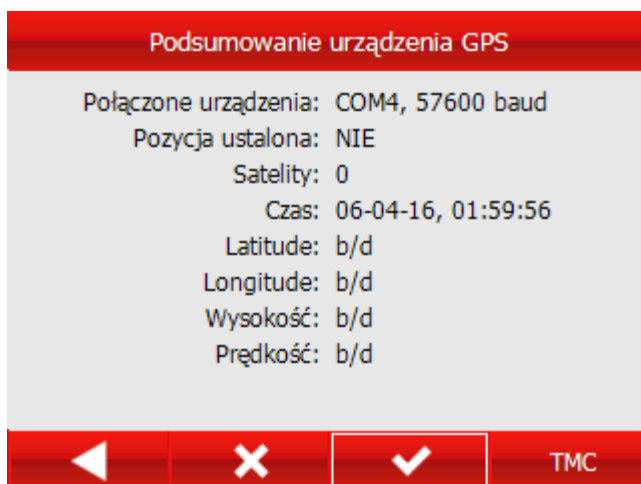 Podsumowanie urządzenia GPS
Połączone urządzenia: COM4, 57600 baud
Pozycja ustalona: NIE
Satelity: 0
Czas: 06-04-16, 01:59:56
Latitude: b/d
Longitude: b/d
Wysokość: b/d
Prędkość: b/d
TMC